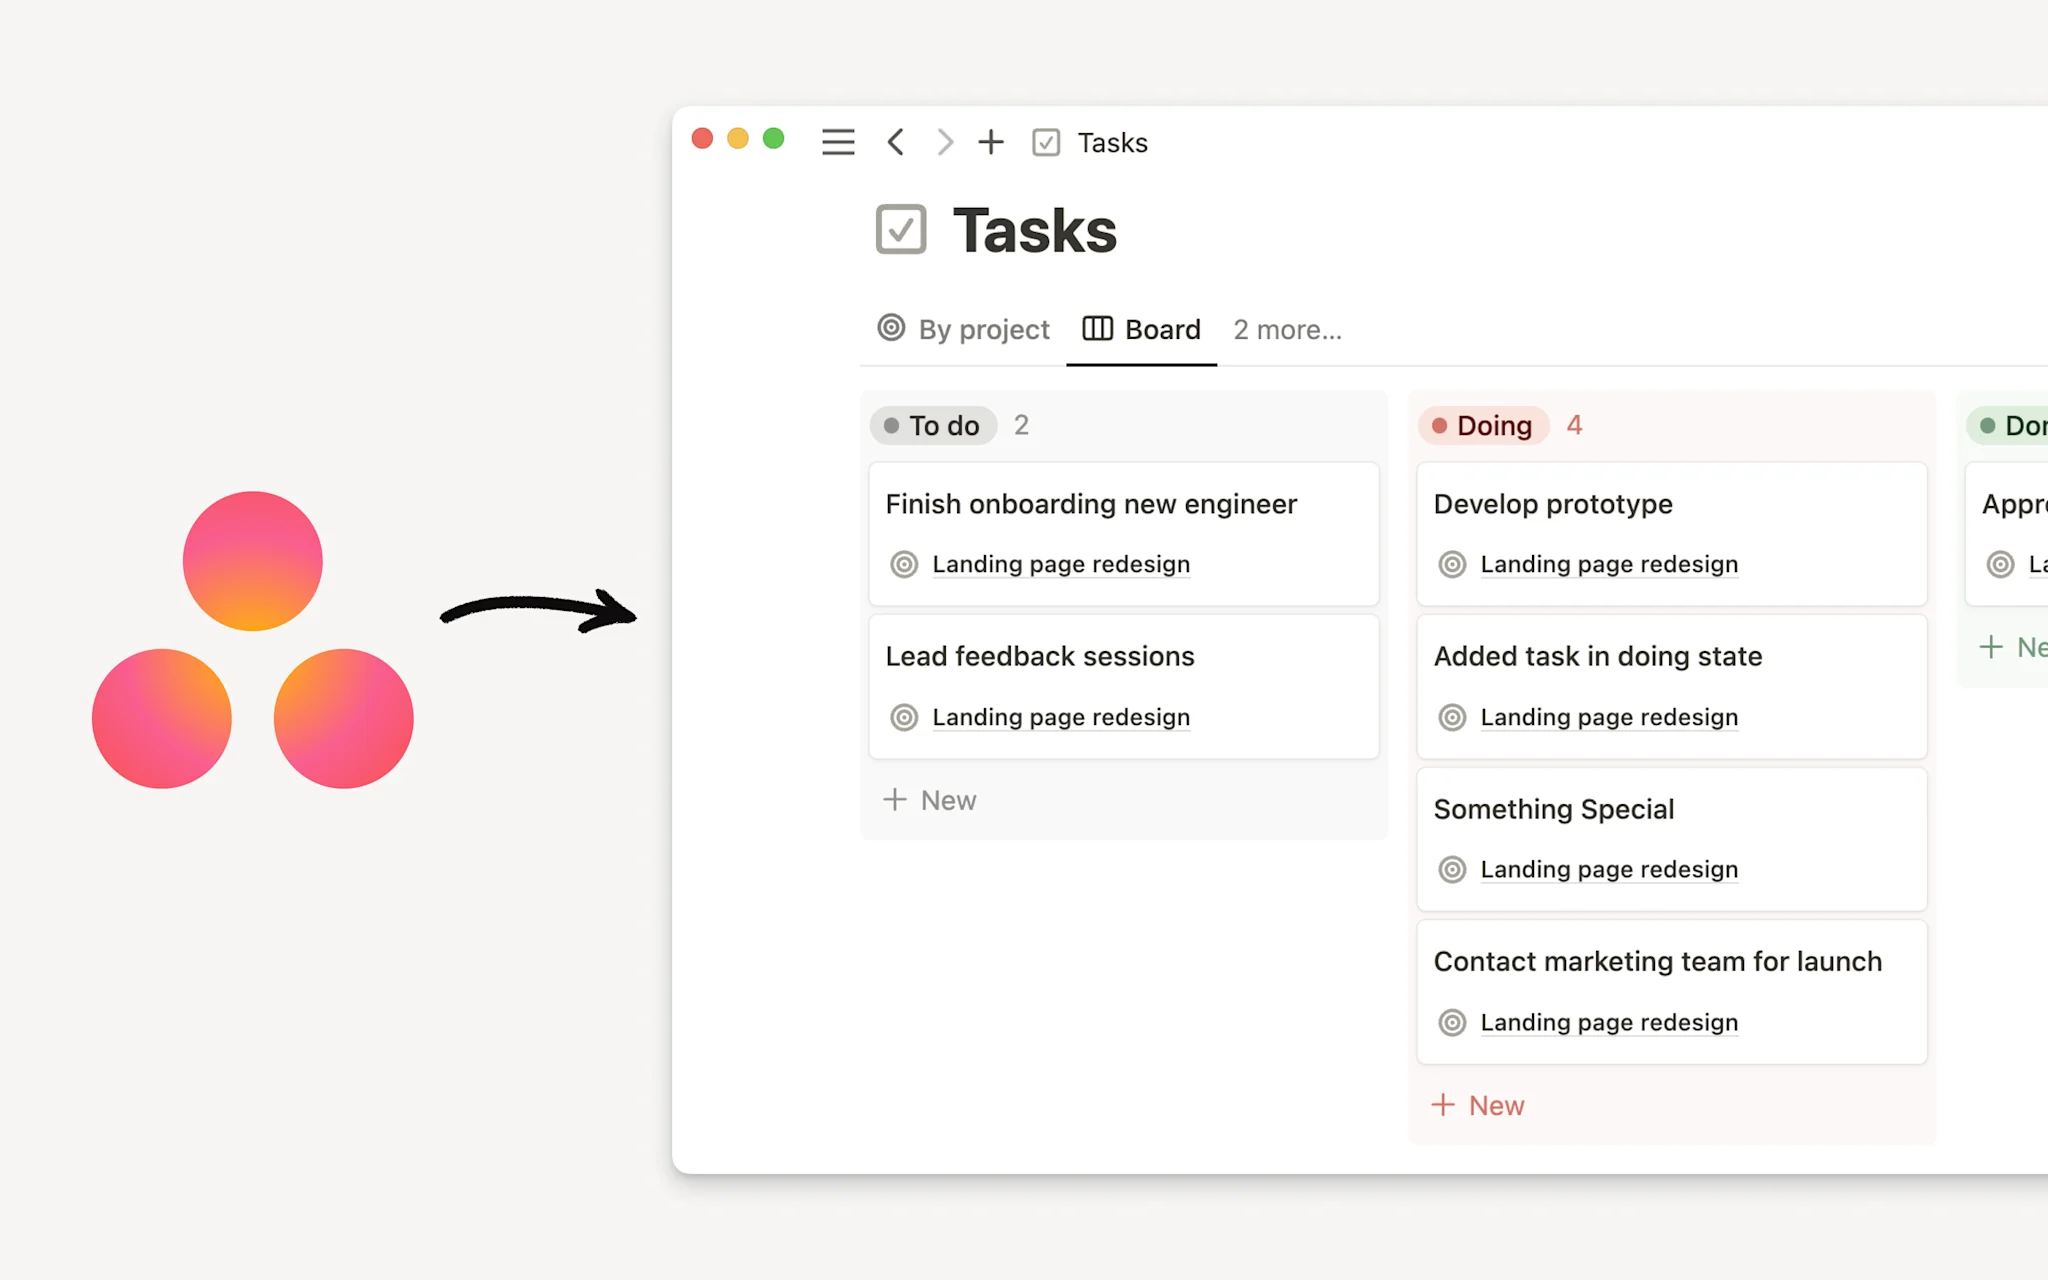 Tasks
Tasks
By project
Board
2 more...
To do 2
Finish onboarding new engineer
Landing page redesign
Lead feedback sessions
Landing page redesign
+ New
Doing 4
Develop prototype
Landing page redesign
Added task in doing state
Landing page redesign
Something Special
Landing page redesign
Contact marketing team for launch
Landing page redesign
+ New